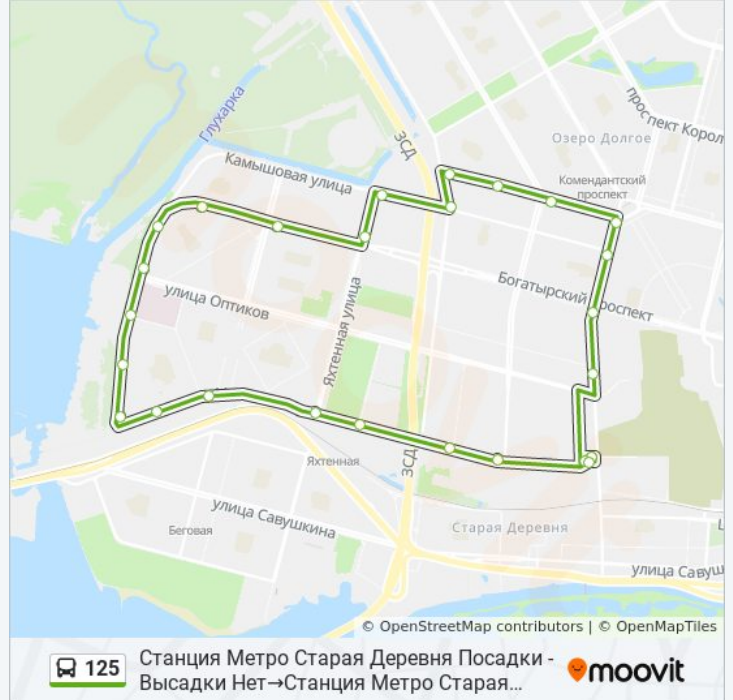 Глухарка
ЗСД
проспект Корол
Озеро Долгое
Камышовая улица
Комендантский
проспект
Богатырский проспект
улица Оптиков
Яхтенная улица
ЗСД
Яхтенная
улица Савушкина
Беговая
Старая Деревня
улица Савуш
© OpenStreetMap contributors | © OpenMapTiles
125
Станция Метро Старая Деревня Посадки -
Высадки Нет→Станция Метро Старая...
moovit